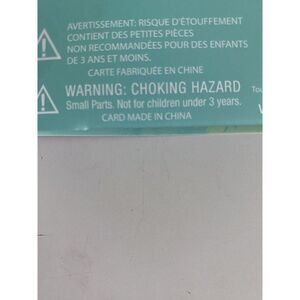 AVERTISSEMENT: RISQUE D'ÉTOUFFEMENT
CONTIENT DES PETITES PIÈCES
NON RECOMMANDÉES POUR DES ENFANTS
DE 3 ANS ET MOINS.
CARTE FABRIQUÉE EN CHINE
WARNING: CHOKING HAZARD
Small Parts. Not for children under 3 years.
CARD MADE IN CHINA